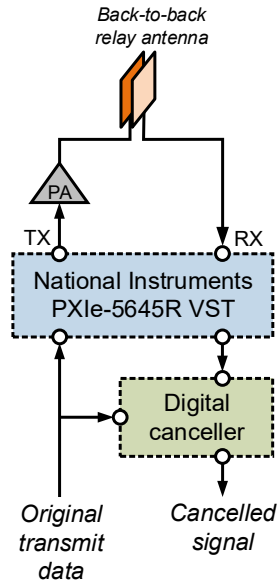 Back-to-back
relay antenna
PA
TX
RX
National Instruments
PXIe-5645R VST
Digital
canceller
Original
transmit
data
Cancelled
signal